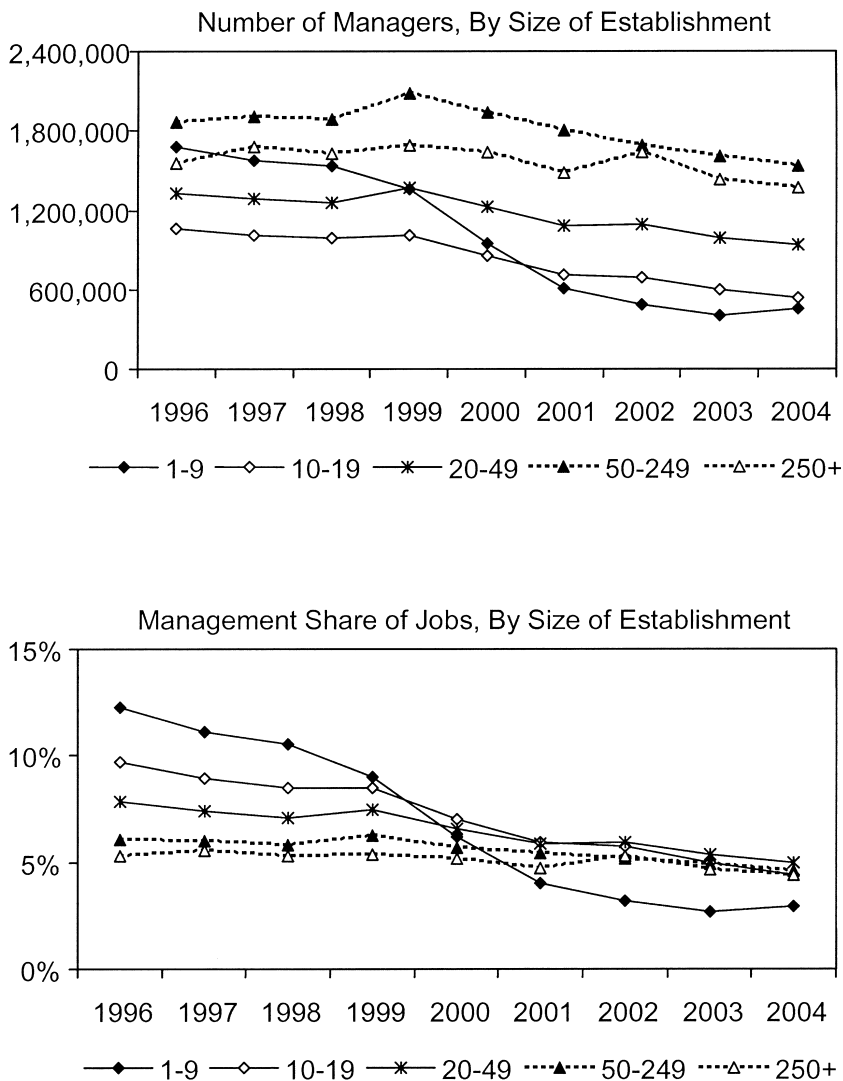 Number of Managers, By Size of Establishment
2,400,000
1,800,000
1,200,000
600,000
0
1996 1997 1998 1999 2000 2001 2002 2003 2004
1-9 10-19 20-49 50-249 250+
Management Share of Jobs, By Size of Establishment
15%
10%
5%
0%
1996 1997 1998 1999 2000 2001 2002 2003 2004
1-9 10-19 20-49 50-249 250+